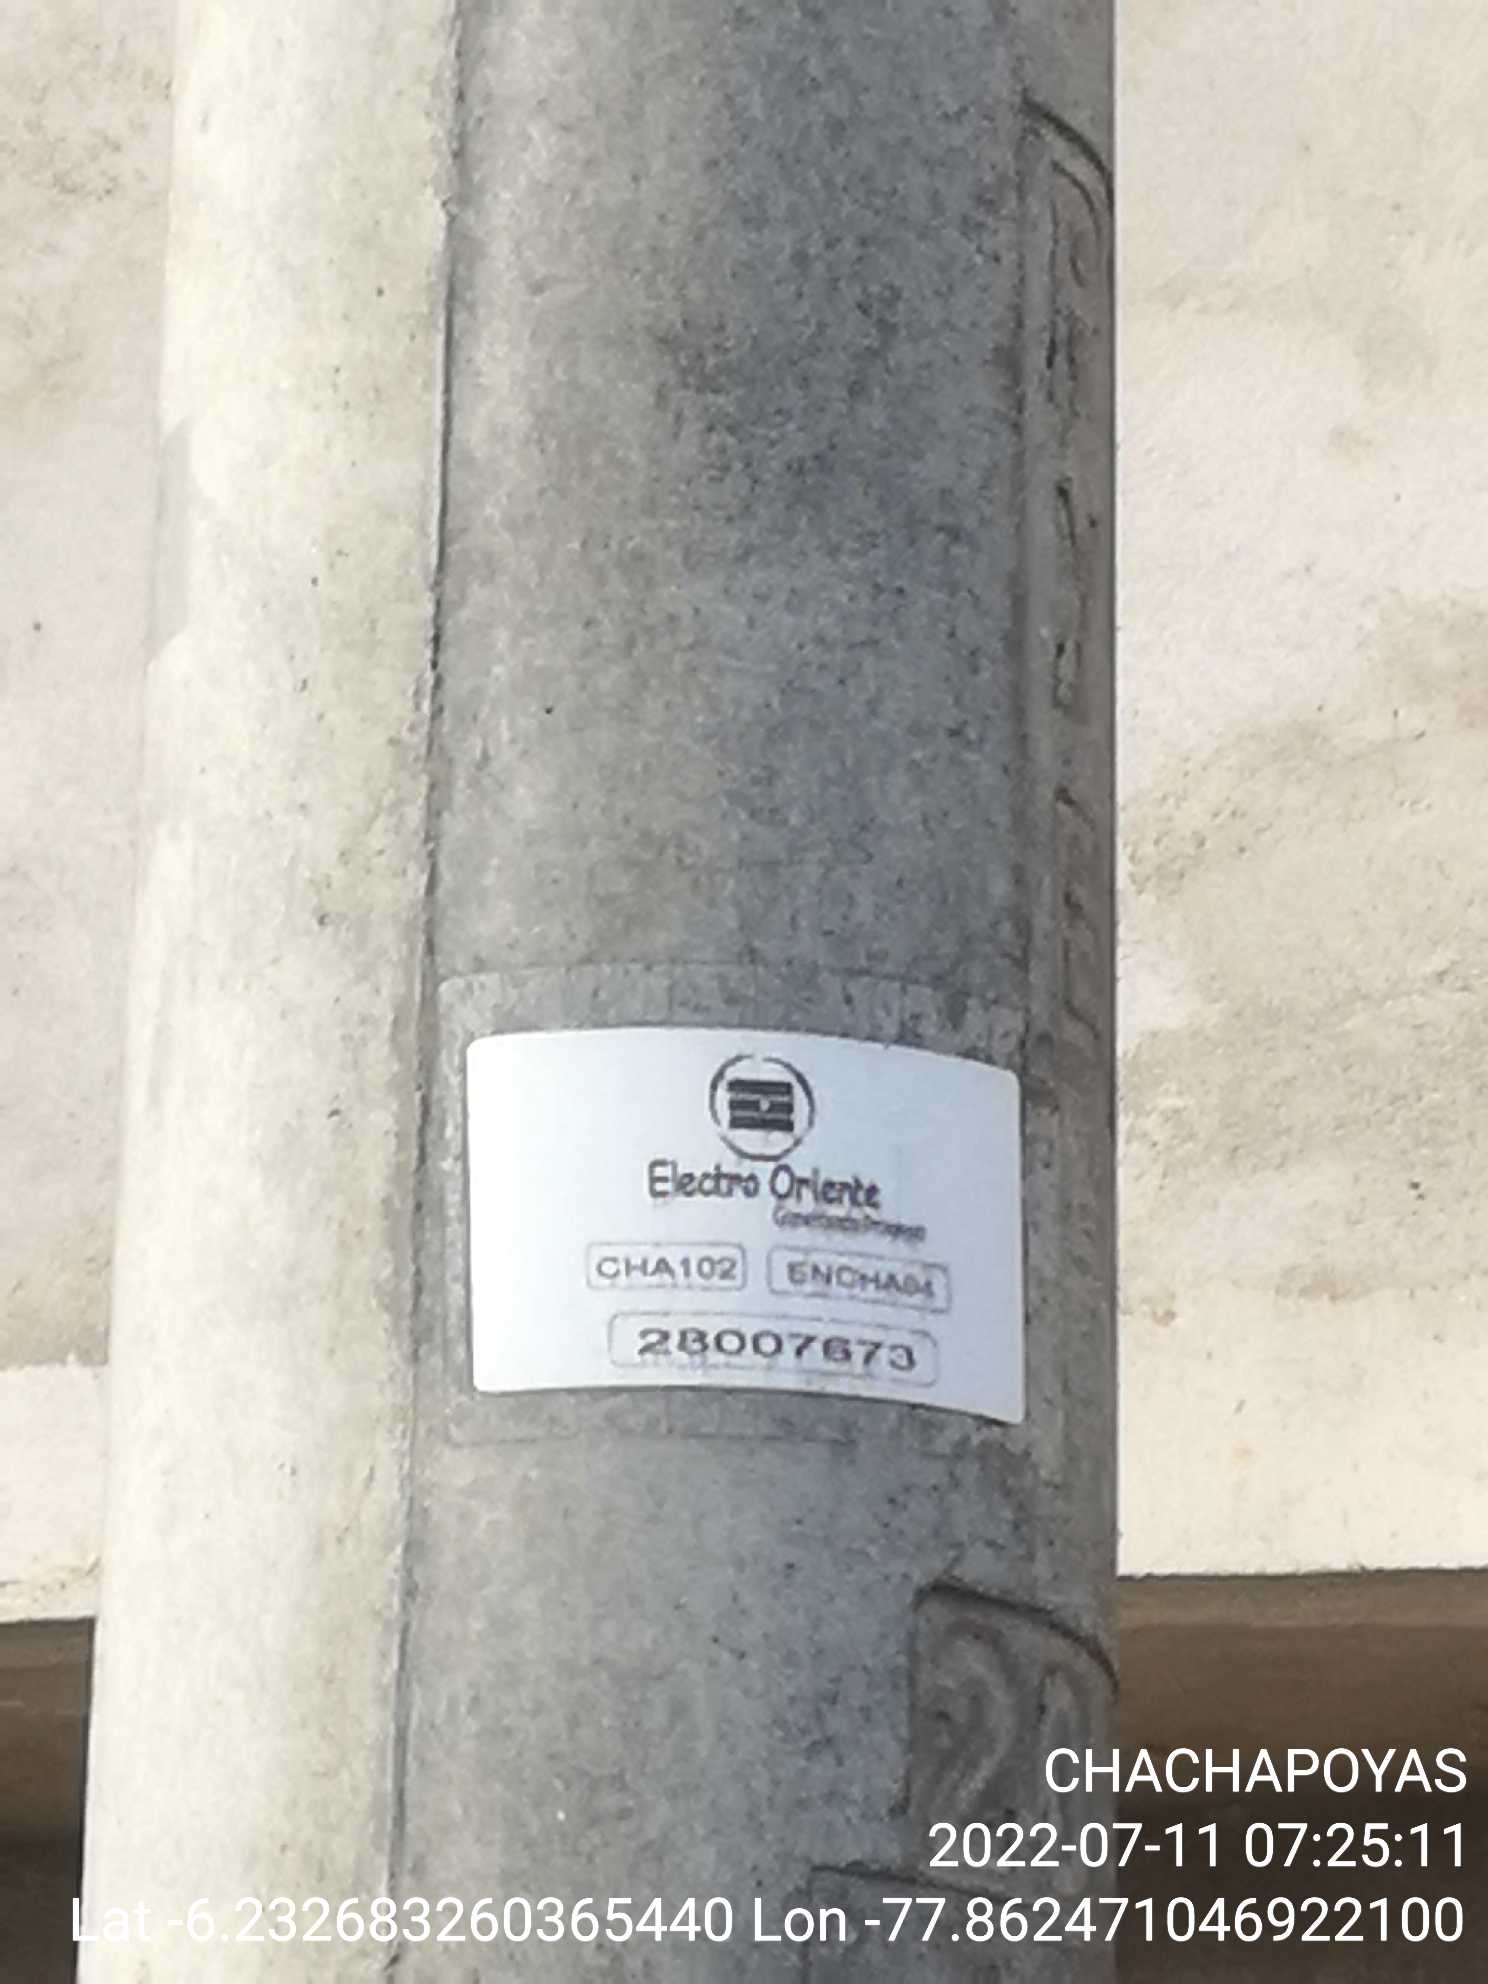 Electro Oriente
CHA102 ENCHA04
28007673
CHACHAPOYAS
2022-07-11 07:25:11
Lat -6.232683260365440 Lon -77.862471046922100